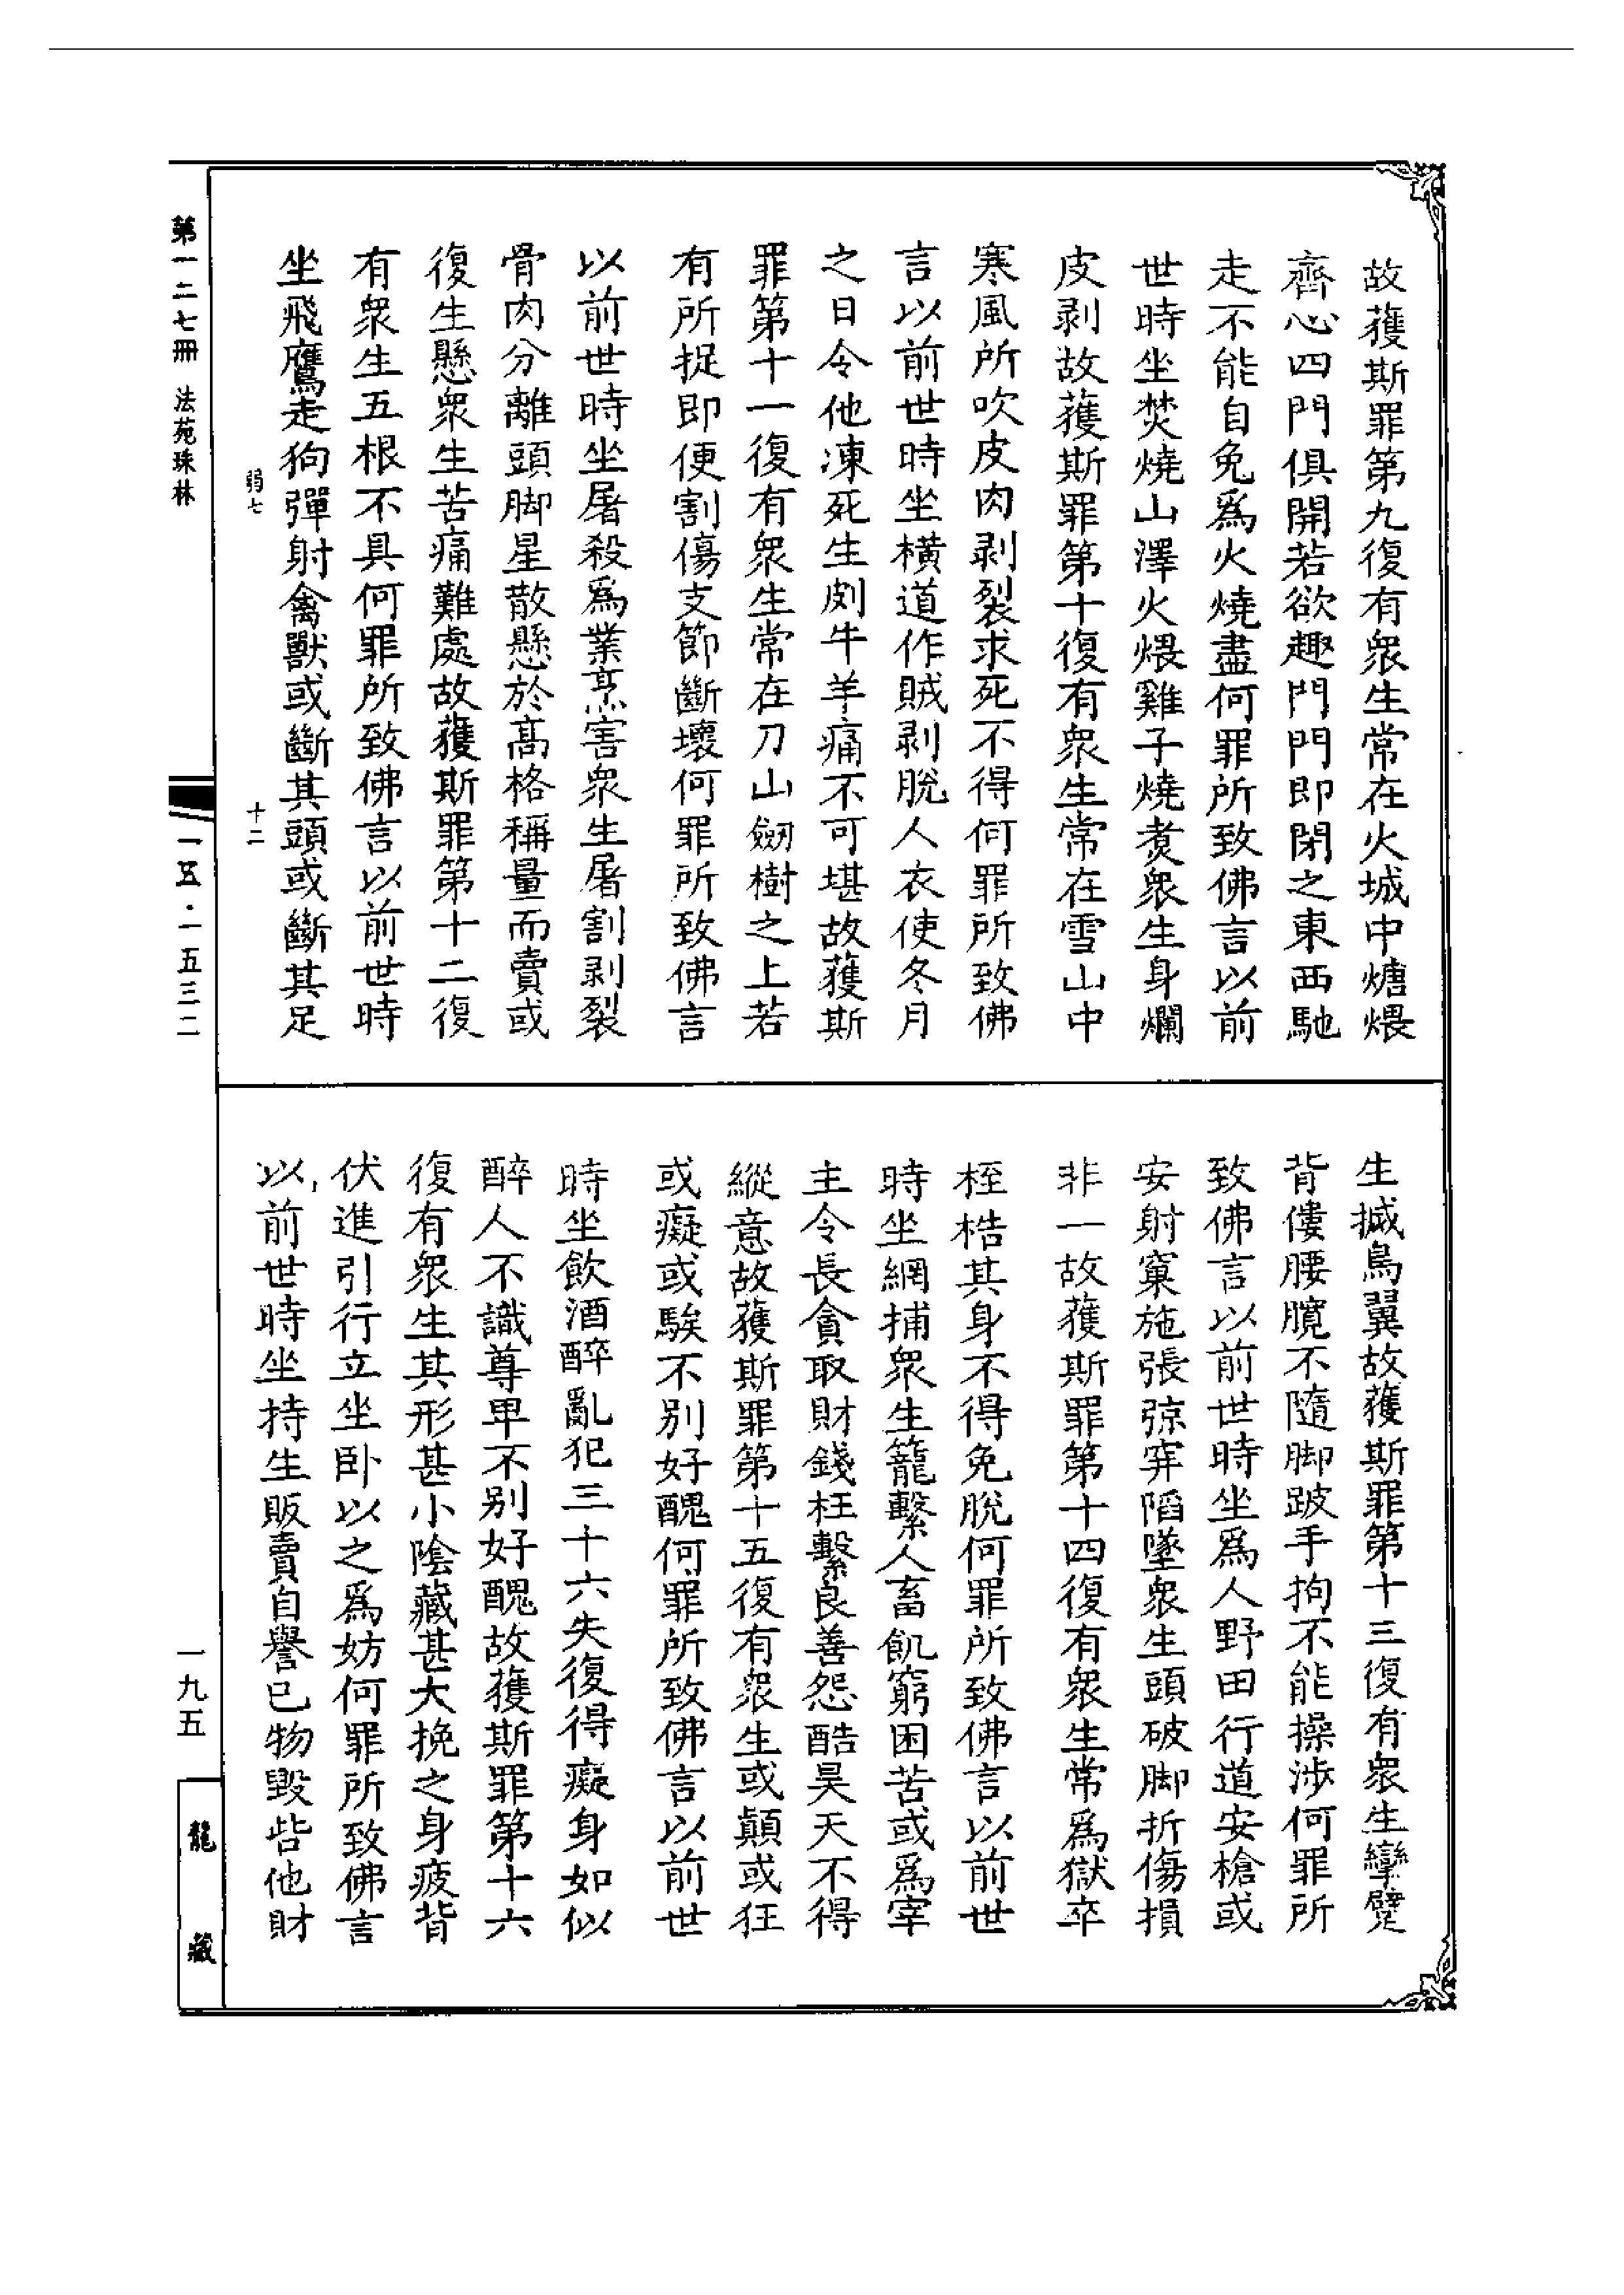 故獲斯罪第九復有衆生常在火城中煻煨
齊心四門俱開若欲趣門門即閉之東西馳
走不能自免爲火燒盡何罪所致佛言以前
世時坐焚燒山澤火煨雞子燒煑衆生身爛
皮剥故獲斯罪第十復有衆生常在雪山中
寒風所吹皮肉剥裂求死不得何罪所致佛
言以前世時坐橫道作賊剥脫人衣使冬月
之日令他凍死生剠牛羊痛不可堪故獲斯
罪第十一復有衆生常在刀山劒樹之上若
有所捉即便割傷支節斷壞何罪所致佛言
以前世時坐屠殺爲業烹害衆生屠割剥裂
骨肉分離頭脚星散懸於髙格稱量而賣或
復生懸衆生苦痛難處故獲斯罪第十二復
有衆生五根不具何罪所致佛言以前世時
坐飛鷹走狗彈射禽獸或斷其頭或斷其足
弱七 十二
生搣鳥翼故獲斯罪第十三復有衆生攣躄
背僂腰髖不隨脚跛手拘不能操涉何罪所
致佛言以前世時坐爲人野田行道安槍或
安射窠施張弶穽陷墜衆生頭破脚折傷損
非一故獲斯罪第十四復有衆生常爲獄卒
桎梏其身不得免脫何罪所致佛言以前世
時坐網捕衆生籠繫人畜飢窮困苦或爲宰
主令長貪取財錢枉繫良善怨酷昊天不得
縱意故獲斯罪第十五復有衆生或顛或狂
或癡或騃不别好醜何罪所致佛言以前世
時坐飲酒醉亂犯三十六失復得癡身如似
醉人不識尊卑不别好醜故獲斯罪第十六
復有衆生其形甚小陰藏甚大挽之身疲背
伏進引行立坐卧以之爲妨何罪所致佛言
以前世時坐持生販賣自譽已物毀呰他財
第一二七冊 法苑珠林
一五·一五三二
一九五
龍藏